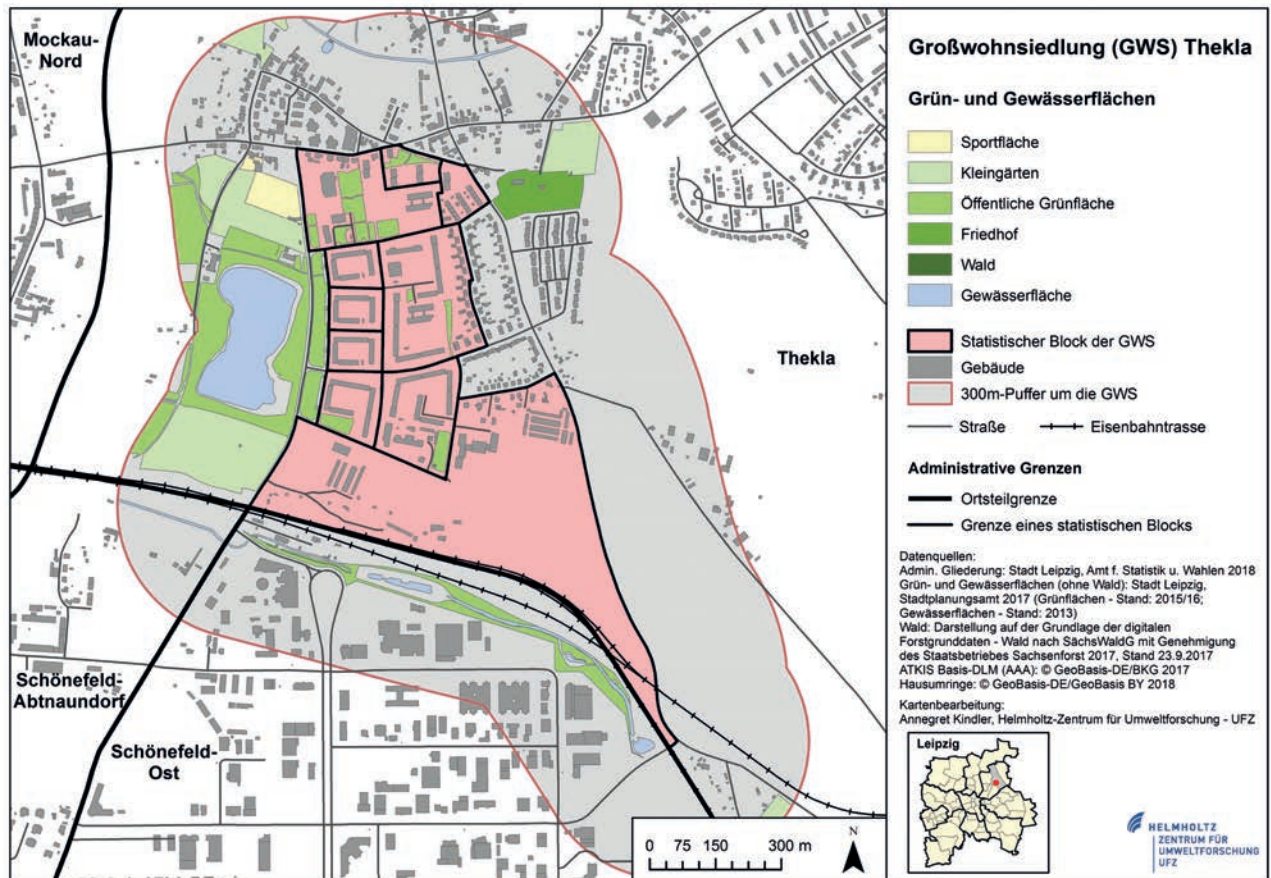 Mockau-
Nord
Thekla
Schönefeld-
Abtnaundorf
Schönefeld-
Ost
0 75 150 300 m
N
Großwohnsiedlung (GWS) Thekla
Grün- und Gewässerflächen
Sportfläche
Kleingärten
Öffentliche Grünfläche
Friedhof
Wald
Gewässerfläche
Statistischer Block der GWS
Gebäude
300m-Puffer um die GWS
Straße Eisenbahntrasse
Administrative Grenzen
Ortsteilgrenze
Grenze eines statistischen Blocks
Datenquellen:
Admin. Gliederung: Stadt Leipzig, Amt f. Statistik u. Wahlen 2018
Grün- und Gewässerflächen (ohne Wald): Stadt Leipzig,
Stadtplanungsamt 2017 (Grünflächen - Stand: 2015/16;
Gewässerflächen - Stand: 2013)
Wald: Darstellung auf der Grundlage der digitalen
Forstgrunddaten - Wald nach SächsWaldG mit Genehmigung
des Staatsbetriebes Sachsenforst 2017, Stand 23.9.2017
ATKIS Basis-DLM (AAA): © GeoBasis-DE/BKG 2017
Hausumringe: © GeoBasis-DE/GeoBasis BY 2018
Kartenbearbeitung:
Annegret Kindler, Helmholtz-Zentrum für Umweltforschung - UFZ
Leipzig
HELMHOLTZ
ZENTRUM FÜR
UMWELTFORSCHUNG
UFZ